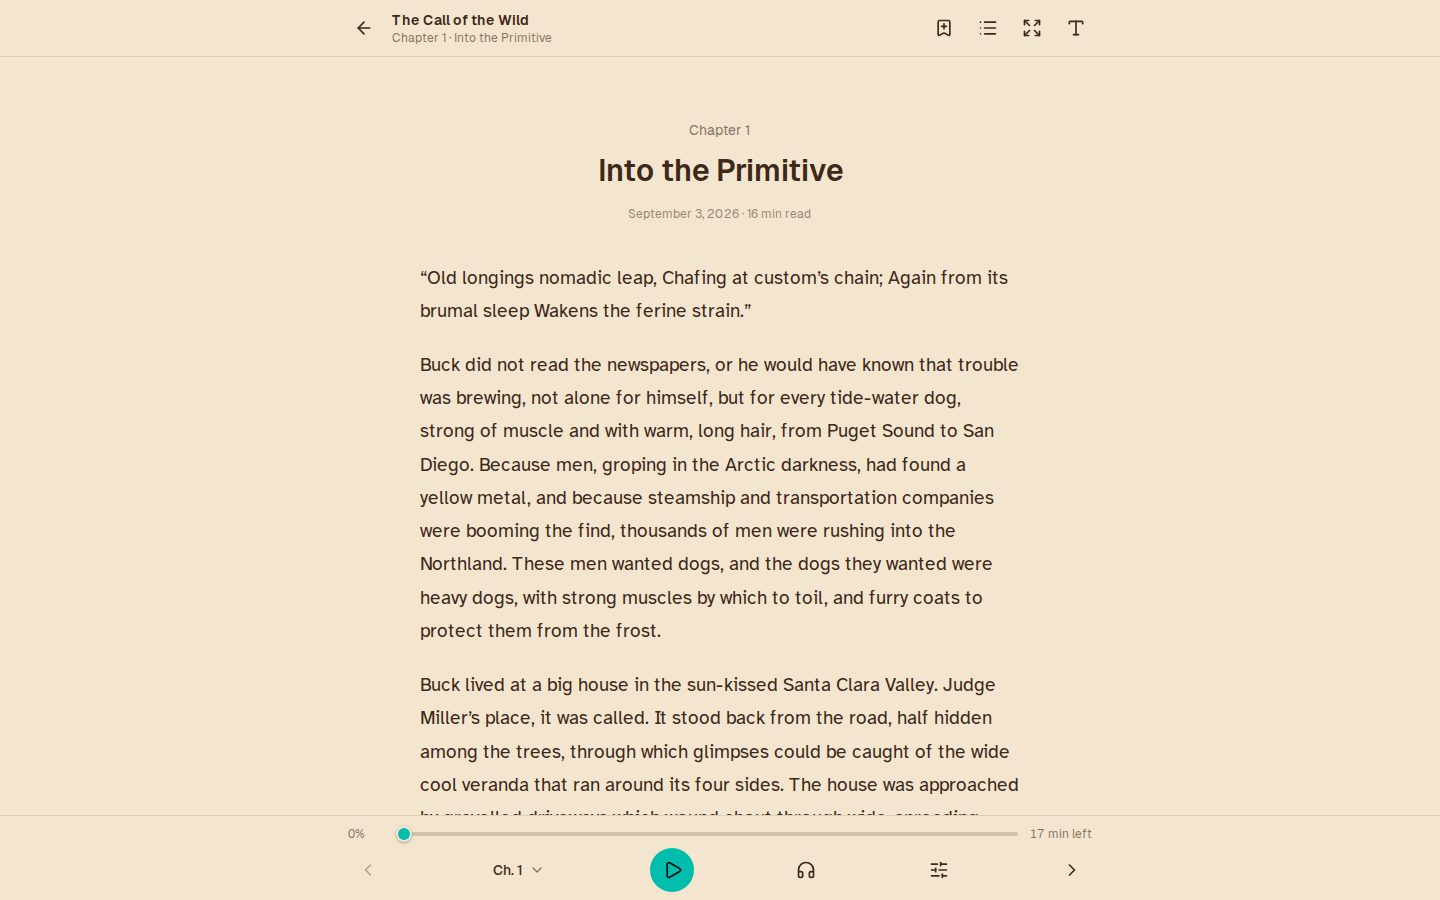 The Call of the Wild
Chapter 1 · Into the Primitive
Chapter 1
Into the Primitive
September 3, 2026 · 16 min read
“Old longings nomadic leap, Chafing at custom’s chain; Again from its
brumal sleep Wakens the ferine strain.”
Buck did not read the newspapers, or he would have known that trouble
was brewing, not alone for himself, but for every tide-water dog,
strong of muscle and with warm, long hair, from Puget Sound to San
Diego. Because men, groping in the Arctic darkness, had found a
yellow metal, and because steamship and transportation companies
were booming the find, thousands of men were rushing into the
Northland. These men wanted dogs, and the dogs they wanted were
heavy dogs, with strong muscles by which to toil, and furry coats to
protect them from the frost.
Buck lived at a big house in the sun-kissed Santa Clara Valley. Judge
Miller’s place, it was called. It stood back from the road, half hidden
among the trees, through which glimpses could be caught of the wide
cool veranda that ran around its four sides. The house was approached
by gravelled driveways which wound about through wide-spreading
0%
17 min left
Ch. 1